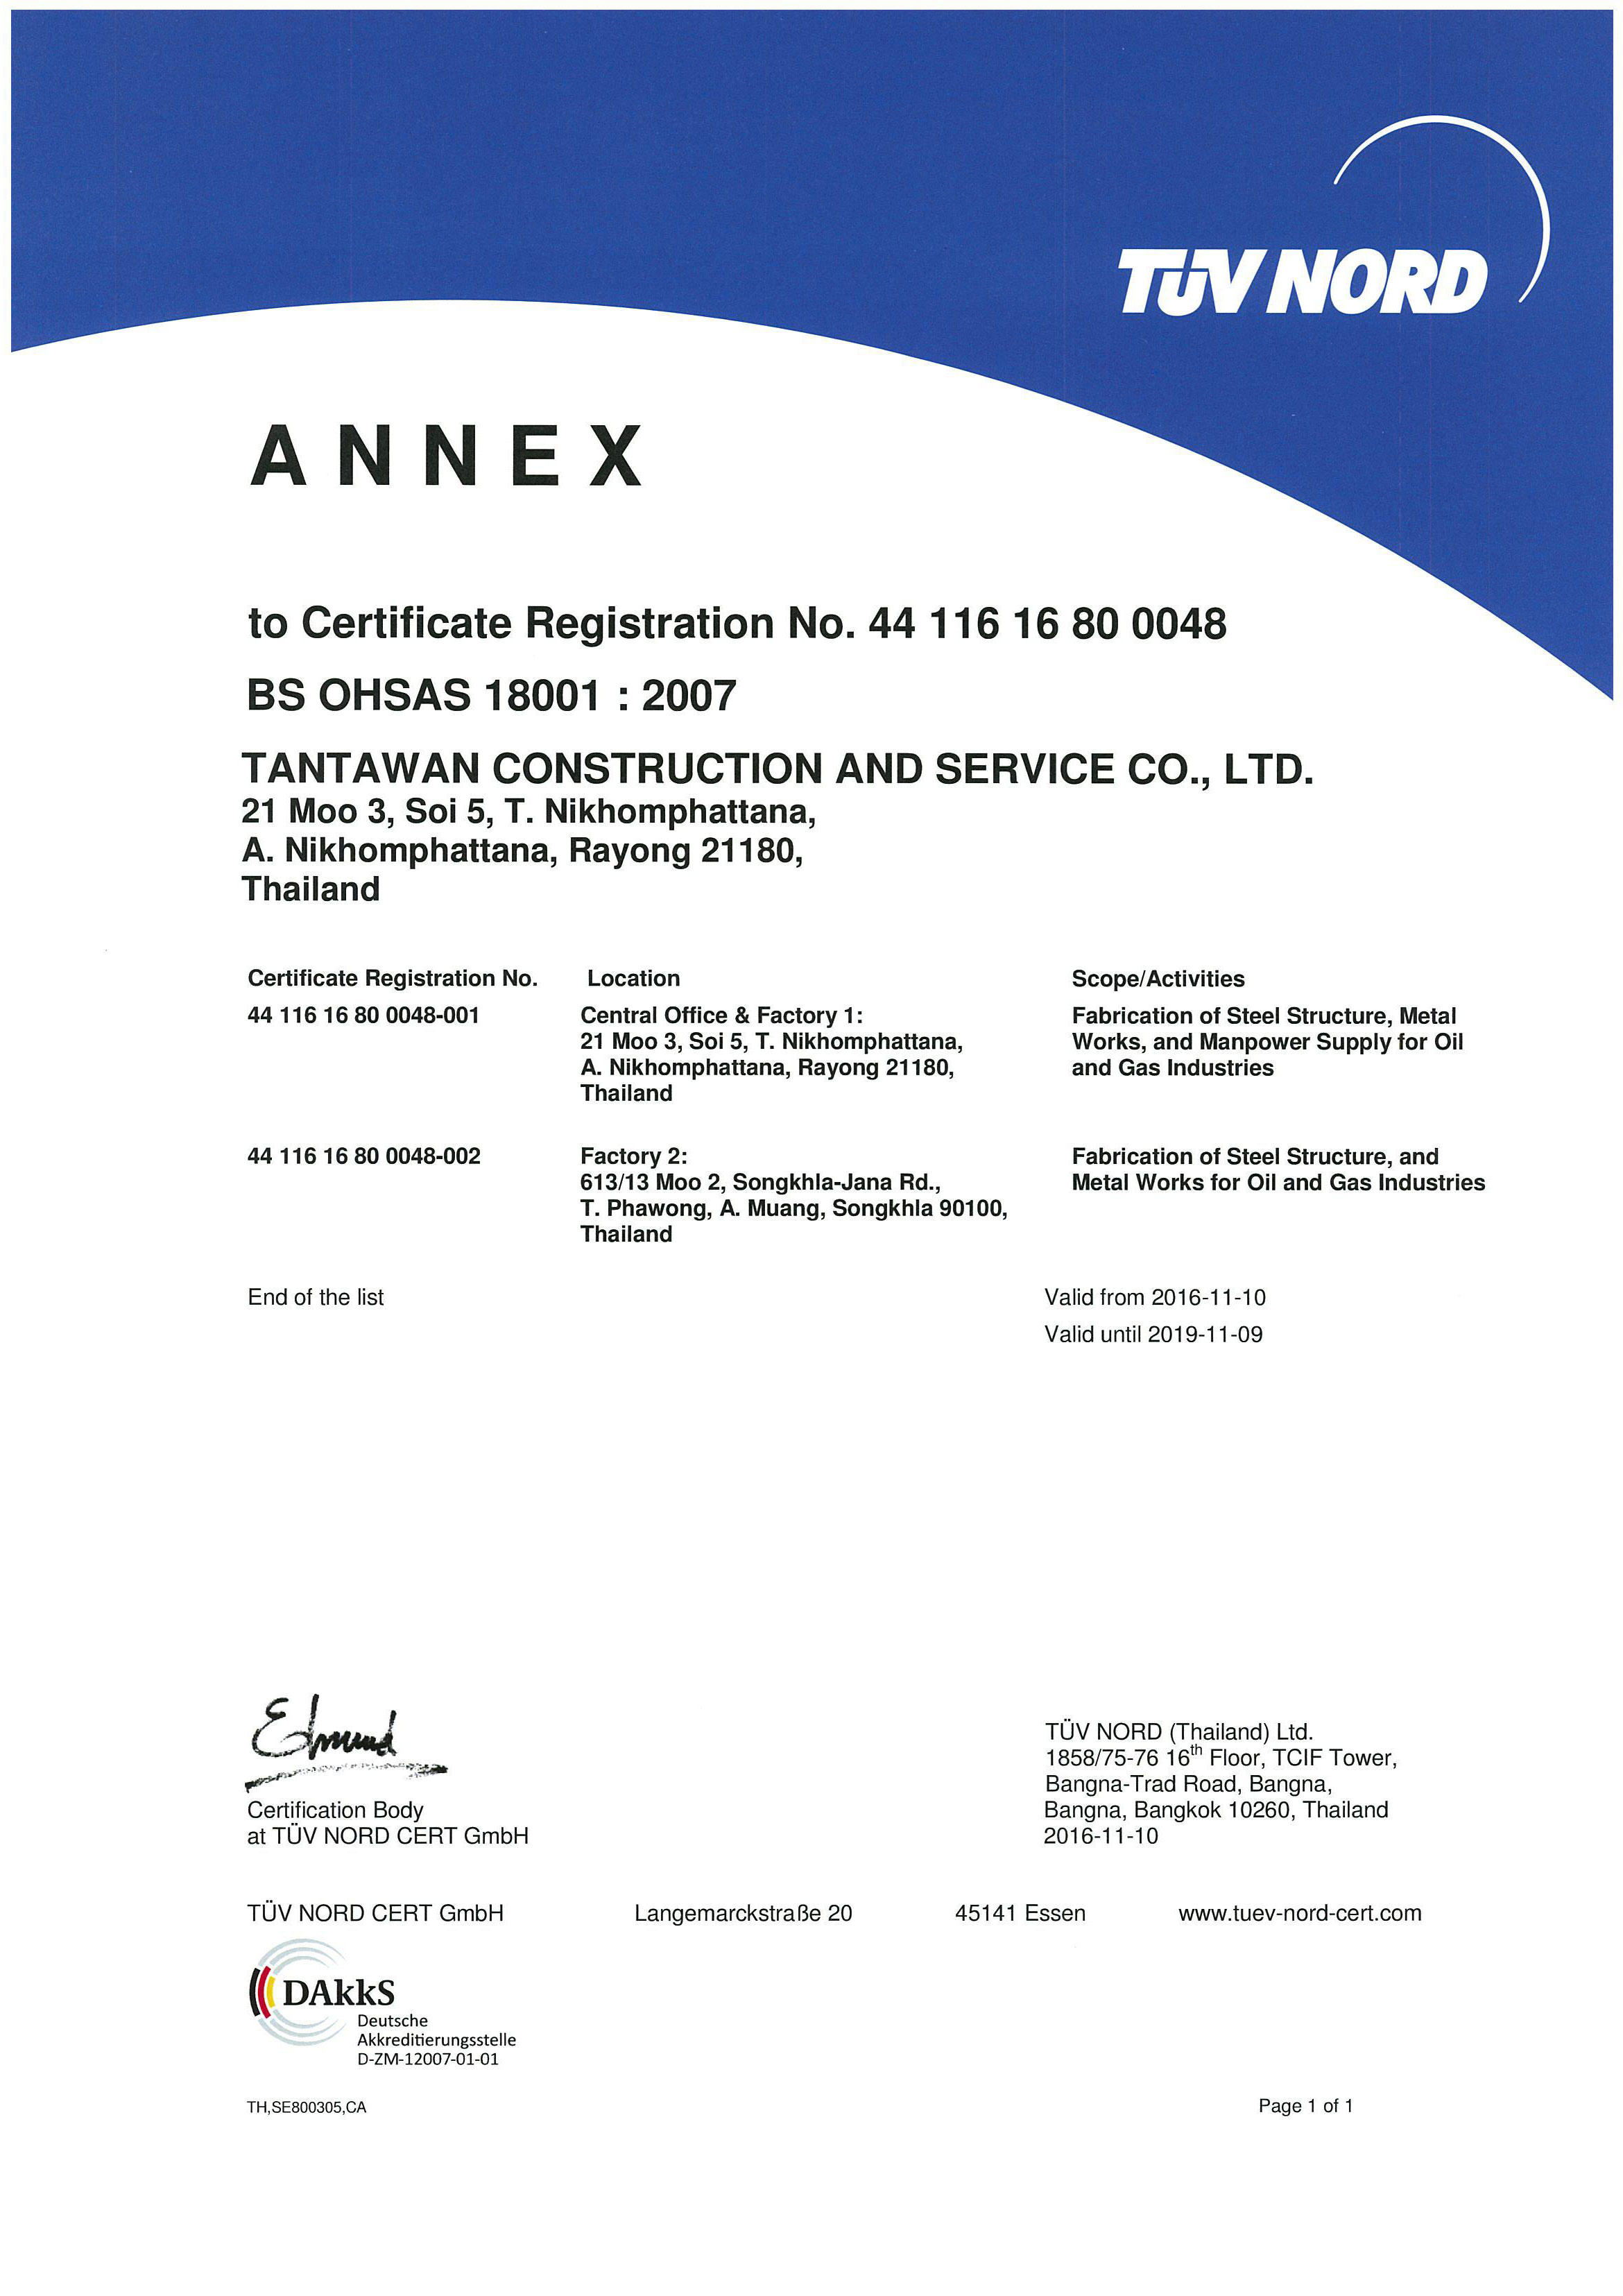 TÜV NORD
ANNEX
to Certificate Registration No. 44 116 16 80 0048
BS OHSAS 18001 : 2007
TANTAWAN CONSTRUCTION AND SERVICE CO., LTD.
21 Moo 3, Soi 5, T. Nikhomphattana,
A. Nikhomphattana, Rayong 21180,
Thailand
Certificate Registration No. Location Scope/Activities
44 116 16 80 0048-001 Central Office & Factory 1: Fabrication of Steel Structure, Metal
21 Moo 3, Soi 5, T. Nikhomphattana, Works, and Manpower Supply for Oil
A. Nikhomphattana, Rayong 21180, and Gas Industries
Thailand
44 116 16 80 0048-002 Factory 2: Fabrication of Steel Structure, and
613/13 Moo 2, Songkhla-Jana Rd., Metal Works for Oil and Gas Industries
T. Phawong, A. Muang, Songkhla 90100,
Thailand
End of the list Valid from 2016-11-10
Valid until 2019-11-09
Edmund
Certification Body
at TÜV NORD CERT GmbH
TÜV NORD (Thailand) Ltd.
1858/75-76 16th Floor, TCIF Tower,
Bangna-Trad Road, Bangna,
Bangna, Bangkok 10260, Thailand
2016-11-10
TÜV NORD CERT GmbH Langemarckstraße 20 45141 Essen www.tuev-nord-cert.com
DAkkS
Deutsche
Akkreditierungsstelle
D-ZM-12007-01-01
TH,SE800305,CA Page 1 of 1